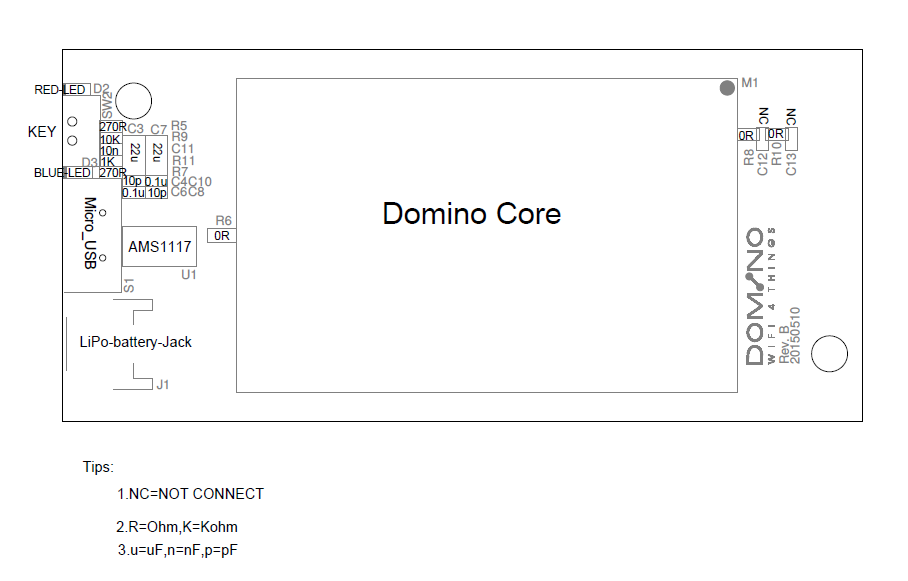 RED-LED D2
SW2
M1
KEY
270R C3 C7 R5
10K R9
10n 22u 22u C11
D3 1K R11
BLUE-LED 270R R7
10p 0.1u C4C10
0.1u 10p C6C8
NC NC
0R 0R
R8 C12 R10 C13
Domino Core
R6
0R
Micro_USB
AMS1117
U1
S1
DOMINO
WIFI 4 THINGS
Rev. B
20150510
LiPo-battery-Jack
J1
Tips:
1.NC=NOT CONNECT
2.R=Ohm,K=Kohm
3.u=uF,n=nF,p=pF